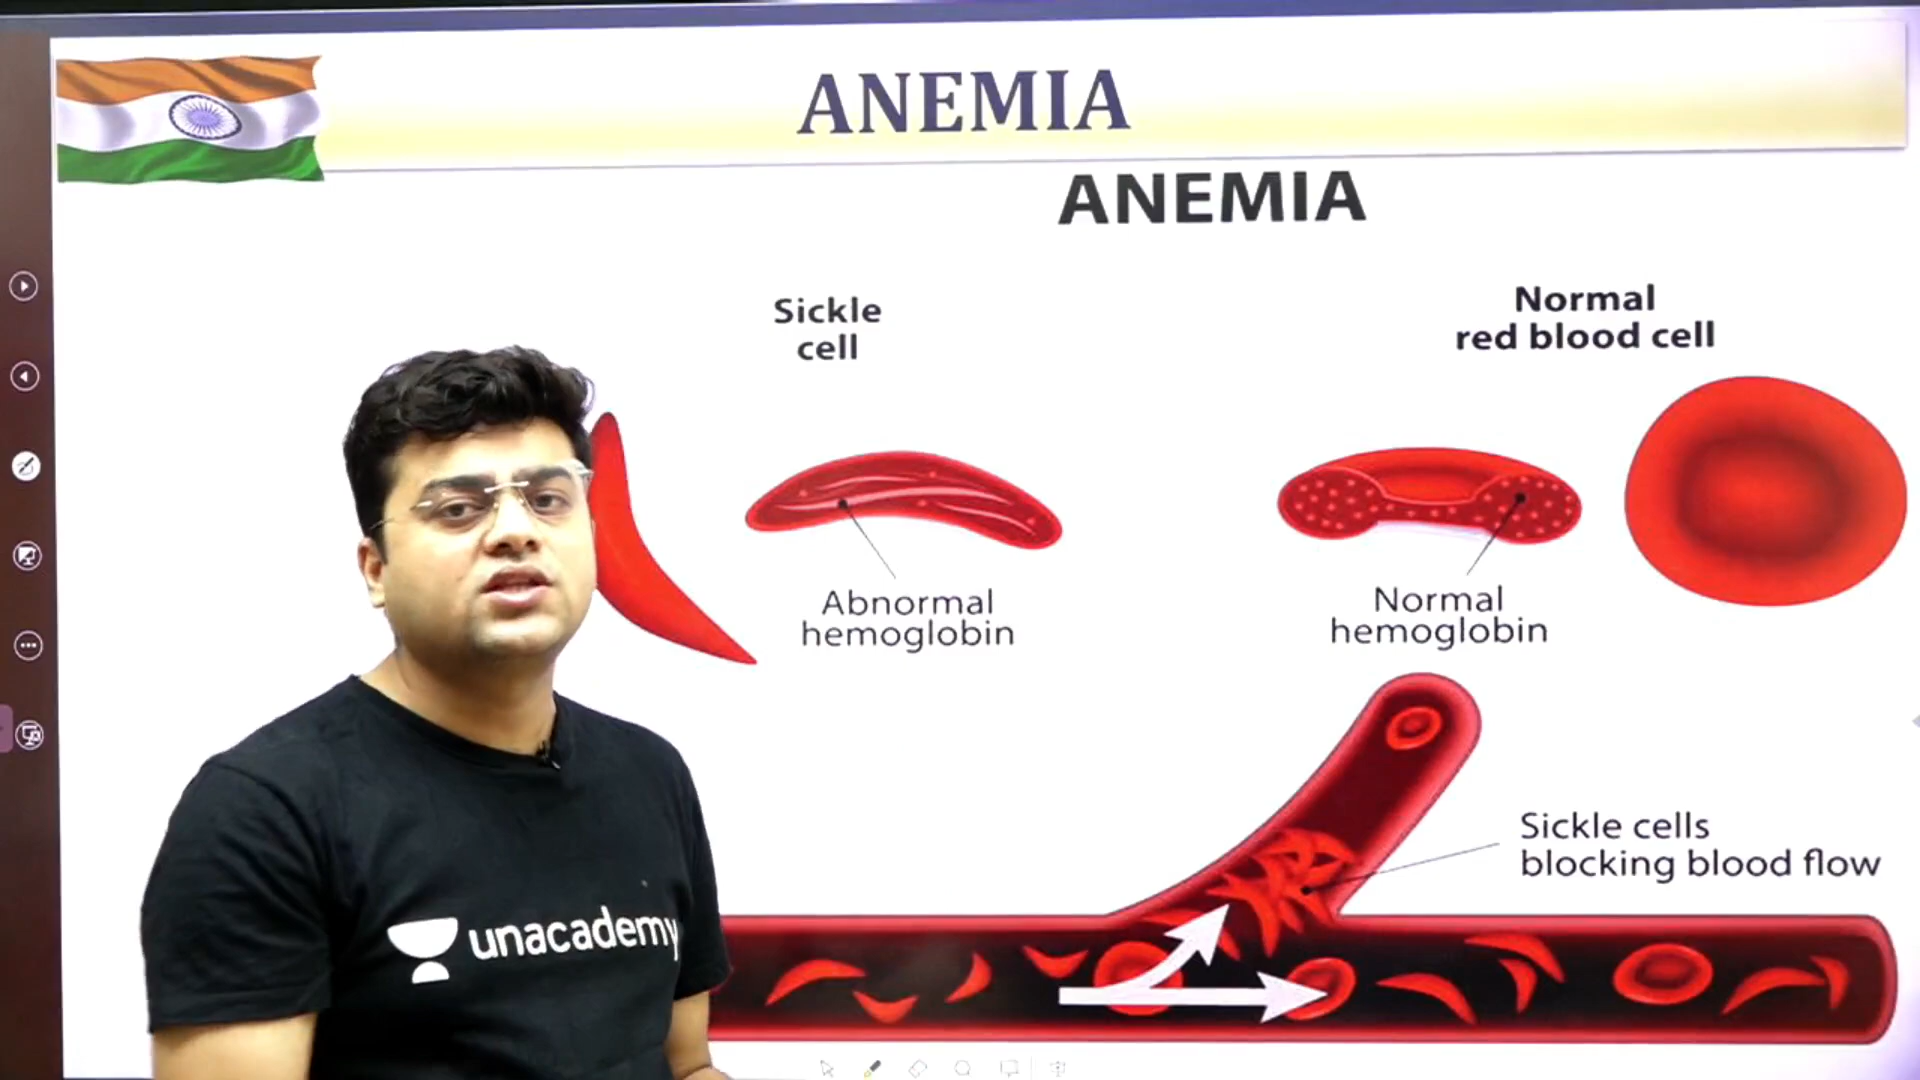 ANEMIA
ANEMIA
Sickle
cell
Normal
red blood cell
Abnormal
hemoglobin
Normal
hemoglobin
Sickle cells
blocking blood flow
unacademy